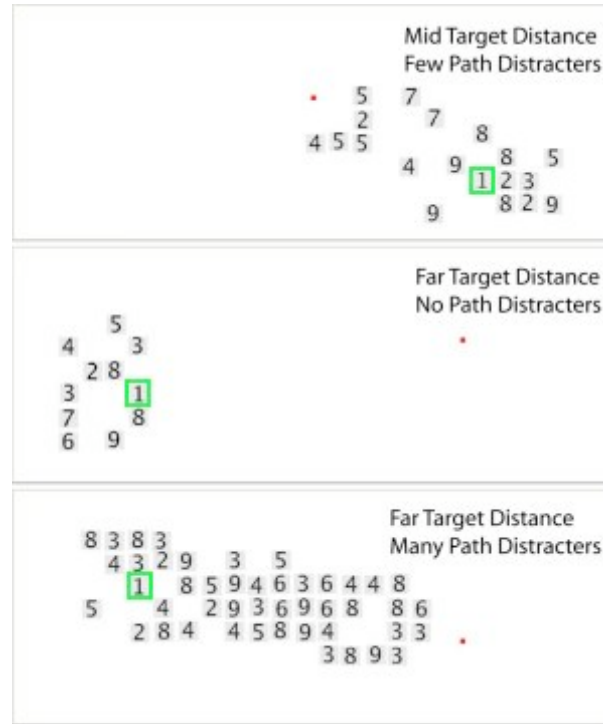 Mid Target Distance
Few Path Distracters
5 7
2 7
4 5 5 8
4 9 8 5
1 2 3
9 8 2 9
Far Target Distance
No Path Distracters
5
4 3
2 8
3 1
7 8
6 9
Far Target Distance
Many Path Distracters
8 3 8 3
4 3 2 9 3 5
1 8 5 9 4 6 3 6 4 4 8
5 4 2 9 3 6 9 6 8 8 6
2 8 4 4 5 8 9 4 3 3
3 8 9 3